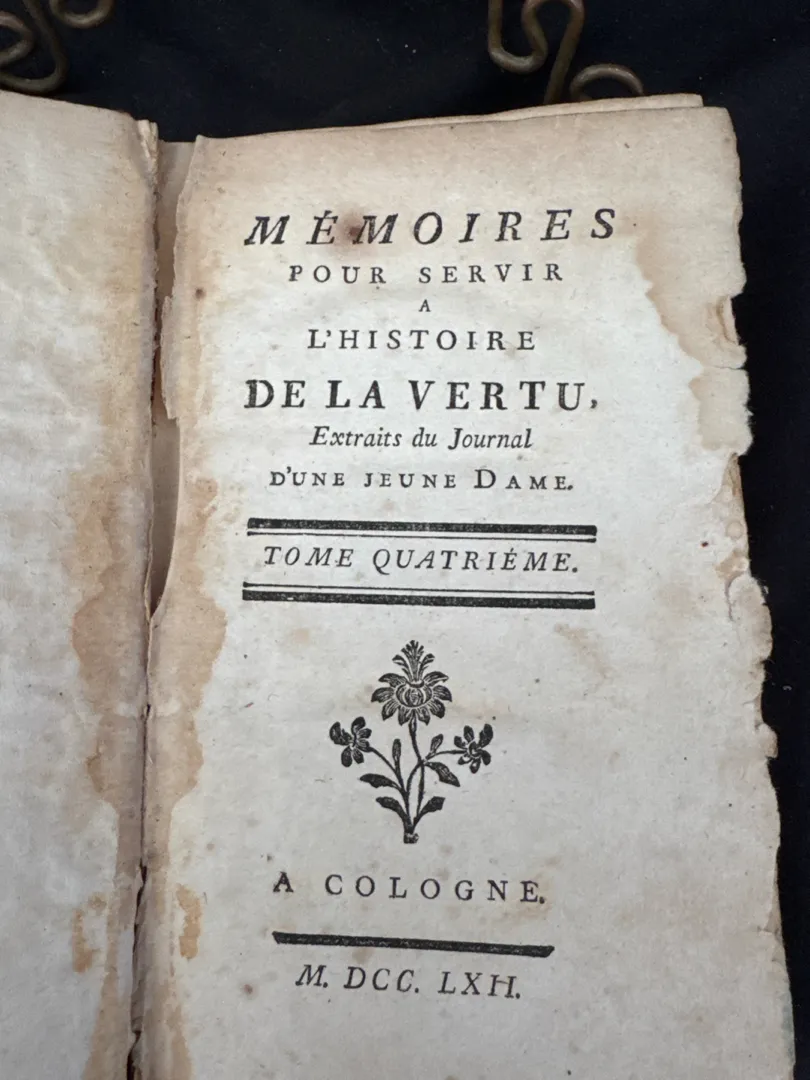 MÉMOIRES
POUR SERVIR
A
L'HISTOIRE
DE LA VERTU,
Extraits du Journal
D'UNE JEUNE DAME.
TOME QUATRIÉME.
A COLOGNE.
M. DCC. LXII.